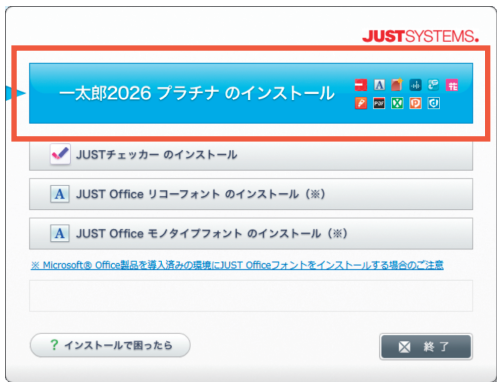 JUSTSYSTEMS.
一太郎2026 プラチナ のインストール
JUSTチェッカー のインストール
JUST Office リコーフォント のインストール（※）
JUST Office モノタイプフォント のインストール（※）
※ Microsoft® Office製品を導入済みの環境にJUST Officeフォントをインストールする場合のご注意
? インストールで困ったら
終 了